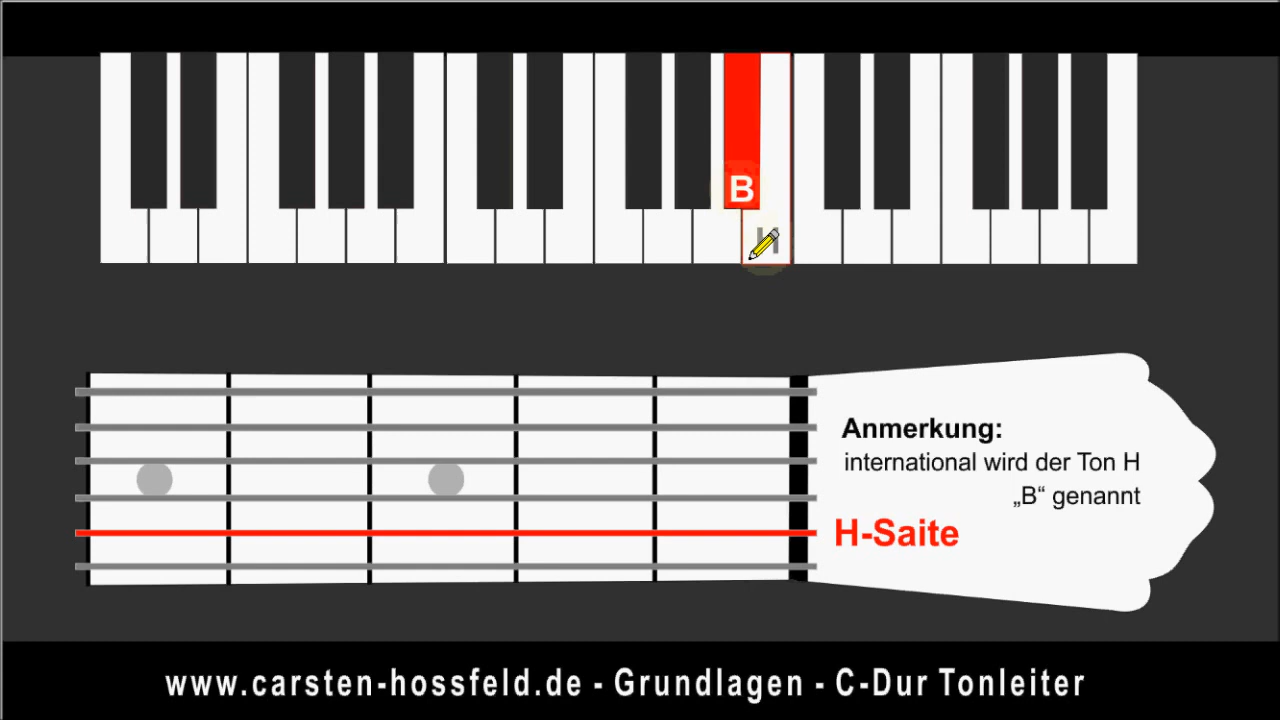 B
H
Anmerkung:
international wird der Ton H
„B“ genannt
H-Saite
www.carsten-hossfeld.de - Grundlagen - C-Dur Tonleiter